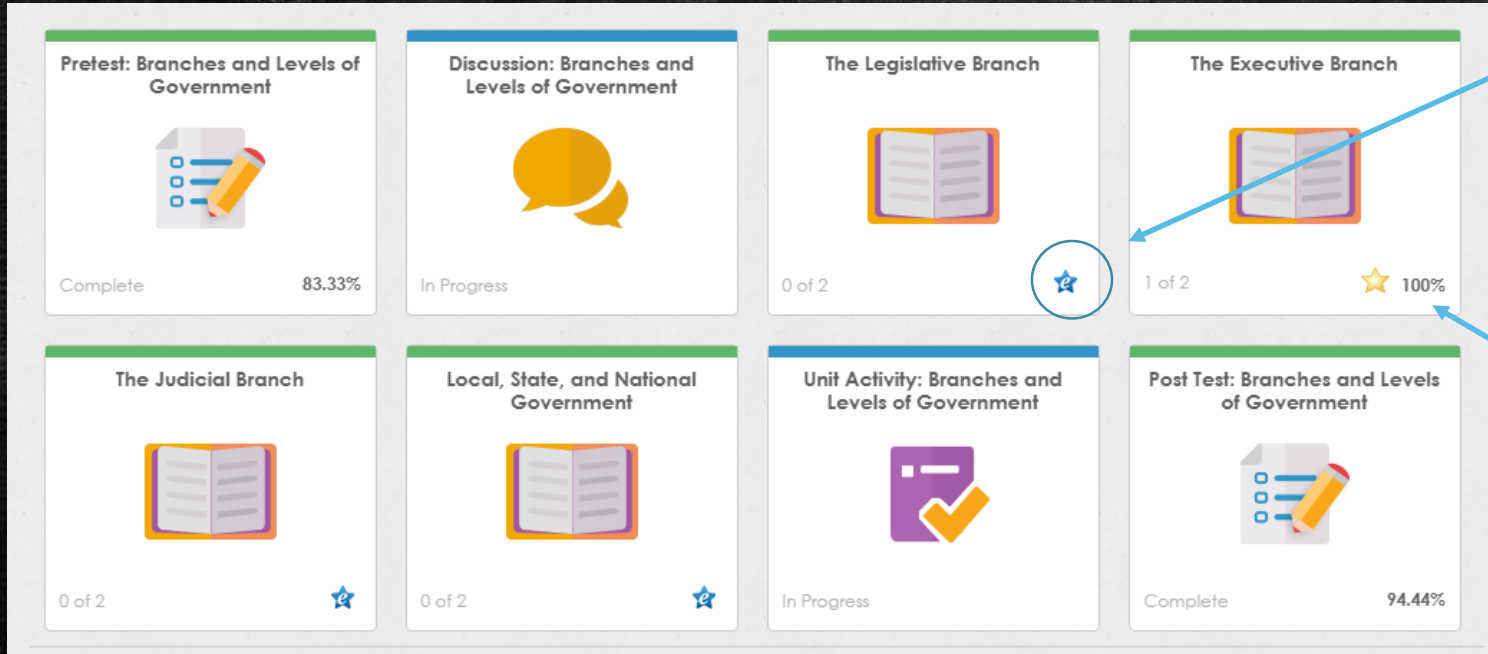 Pretest: Branches and Levels of
Government
Complete
83.33%
Discussion: Branches and
Levels of Government
In Progress
The Legislative Branch
0 of 2
e
The Executive Branch
1 of 2
100%
The Judicial Branch
0 of 2
e
Local, State, and National
Government
0 of 2
e
Unit Activity: Branches and
Levels of Government
In Progress
Post Test: Branches and Levels
of Government
Complete
94.44%